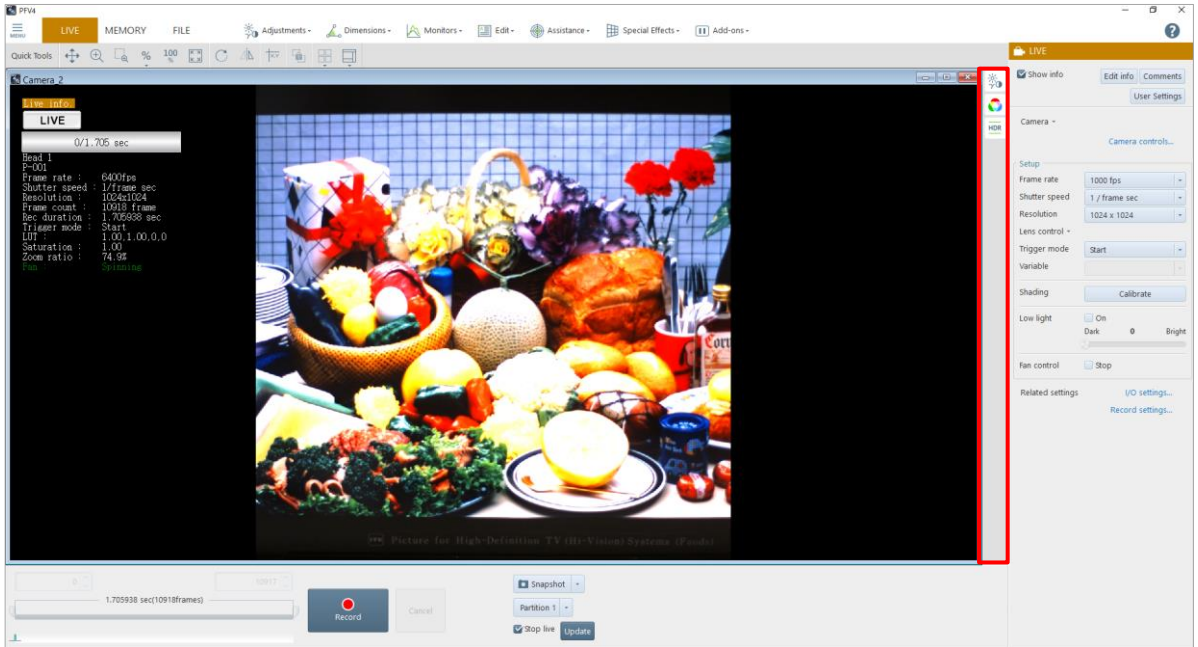 PFV4
MENU
LIVE MEMORY FILE Adjustments Dimensions Monitors Edit Assistance Special Effects Add-ons ?
Quick Tools % 100 %
Camera_2
Live info.
LIVE
0/1.705 sec
Head 1
P-001
Frame rate : 6400fps
Shutter speed : 1/frame sec
Resolution : 1024x1024
Frame count : 10918 frame
Rec duration : 1.705938 sec
Trigger mode : Start
LUT : 1.00,1.00,0,0
Saturation : 1.00
Zoom ratio : 74.9%
Fan : Spinning
Corn
Picture for High-Definition TV (Hi-Vision) Systems (Foods)
HDR
LIVE
Show info Edit info Comments
User Settings
Camera
Camera controls...
Setup
Frame rate 1000 fps
Shutter speed 1 / frame sec
Resolution 1024 x 1024
Lens control
Trigger mode Start
Variable
Shading Calibrate
Low light On
Dark 0 Bright
Fan control Stop
Related settings I/O settings...
Record settings...
0 10917
1.705938 sec(10918frames)
Record Cancel
Snapshot
Partition 1
Stop live Update